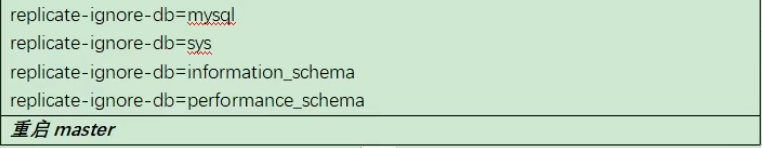 replicate-ignore-db=mysql
replicate-ignore-db=sys
replicate-ignore-db=information_schema
replicate-ignore-db=performance_schema
重启 master